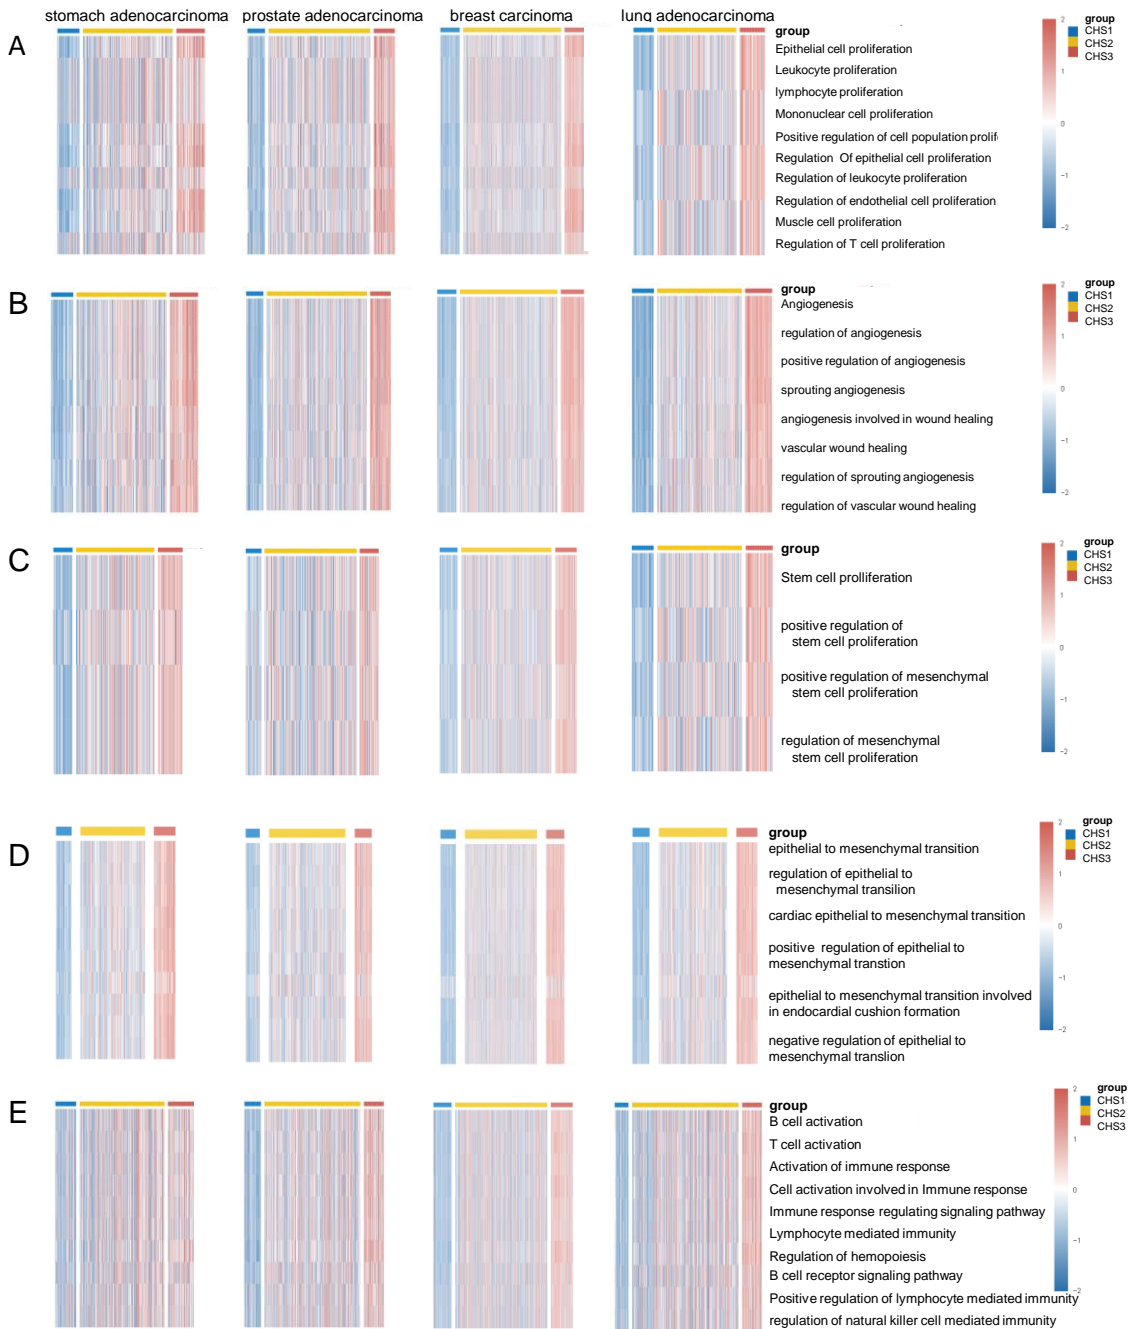 stomach adenocarcinoma prostate adenocarcinoma breast carcinoma lung adenocarcinoma
A
group
Epithelial cell proliferation
Leukocyte proliferation
lymphocyte proliferation
Mononuclear cell proliferation
Positive regulation of cell population prolif
Regulation Of epithelial cell proliferation
Regulation of leukocyte proliferation
Regulation of endothelial cell proliferation
Muscle cell proliferation
Regulation of T cell proliferation
2
1
0
−1
−2
group
CHS1
CHS2
CHS3
B
group
Angiogenesis
regulation of angiogenesis
positive regulation of angiogenesis
sprouting angiogenesis
angiogenesis involved in wound healing
vascular wound healing
regulation of sprouting angiogenesis
regulation of vascular wound healing
2
1
0
−1
−2
group
CHS1
CHS2
CHS3
C
group
Stem cell prolliferation
positive regulation of
stem cell proliferation
positive regulation of mesenchymal
stem cell proliferation
regulation of mesenchymal
stem cell proliferation
2
1
0
−1
−2
group
CHS1
CHS2
CHS3
D
group
epithelial to mesenchymal transition
regulation of epithelial to
mesenchymal transilion
cardiac epithelial to mesenchymal transition
positive regulation of epithelial to
mesenchymal transtion
epithelial to mesenchymal transition involved
in endocardial cushion formation
negative regulation of epithelial to
mesenchymal translion
2
1
0
−1
−2
group
CHS1
CHS2
CHS3
E
group
B cell activation
T cell activation
Activation of immune response
Cell activation involved in Immune response
Immune response regulating signaling pathway
Lymphocyte mediated immunity
Regulation of hemopoiesis
B cell receptor signaling pathway
Positive regulation of lymphocyte mediated immunity
regulation of natural killer cell mediated immunity
2
1
0
−1
−2
group
CHS1
CHS2
CHS3